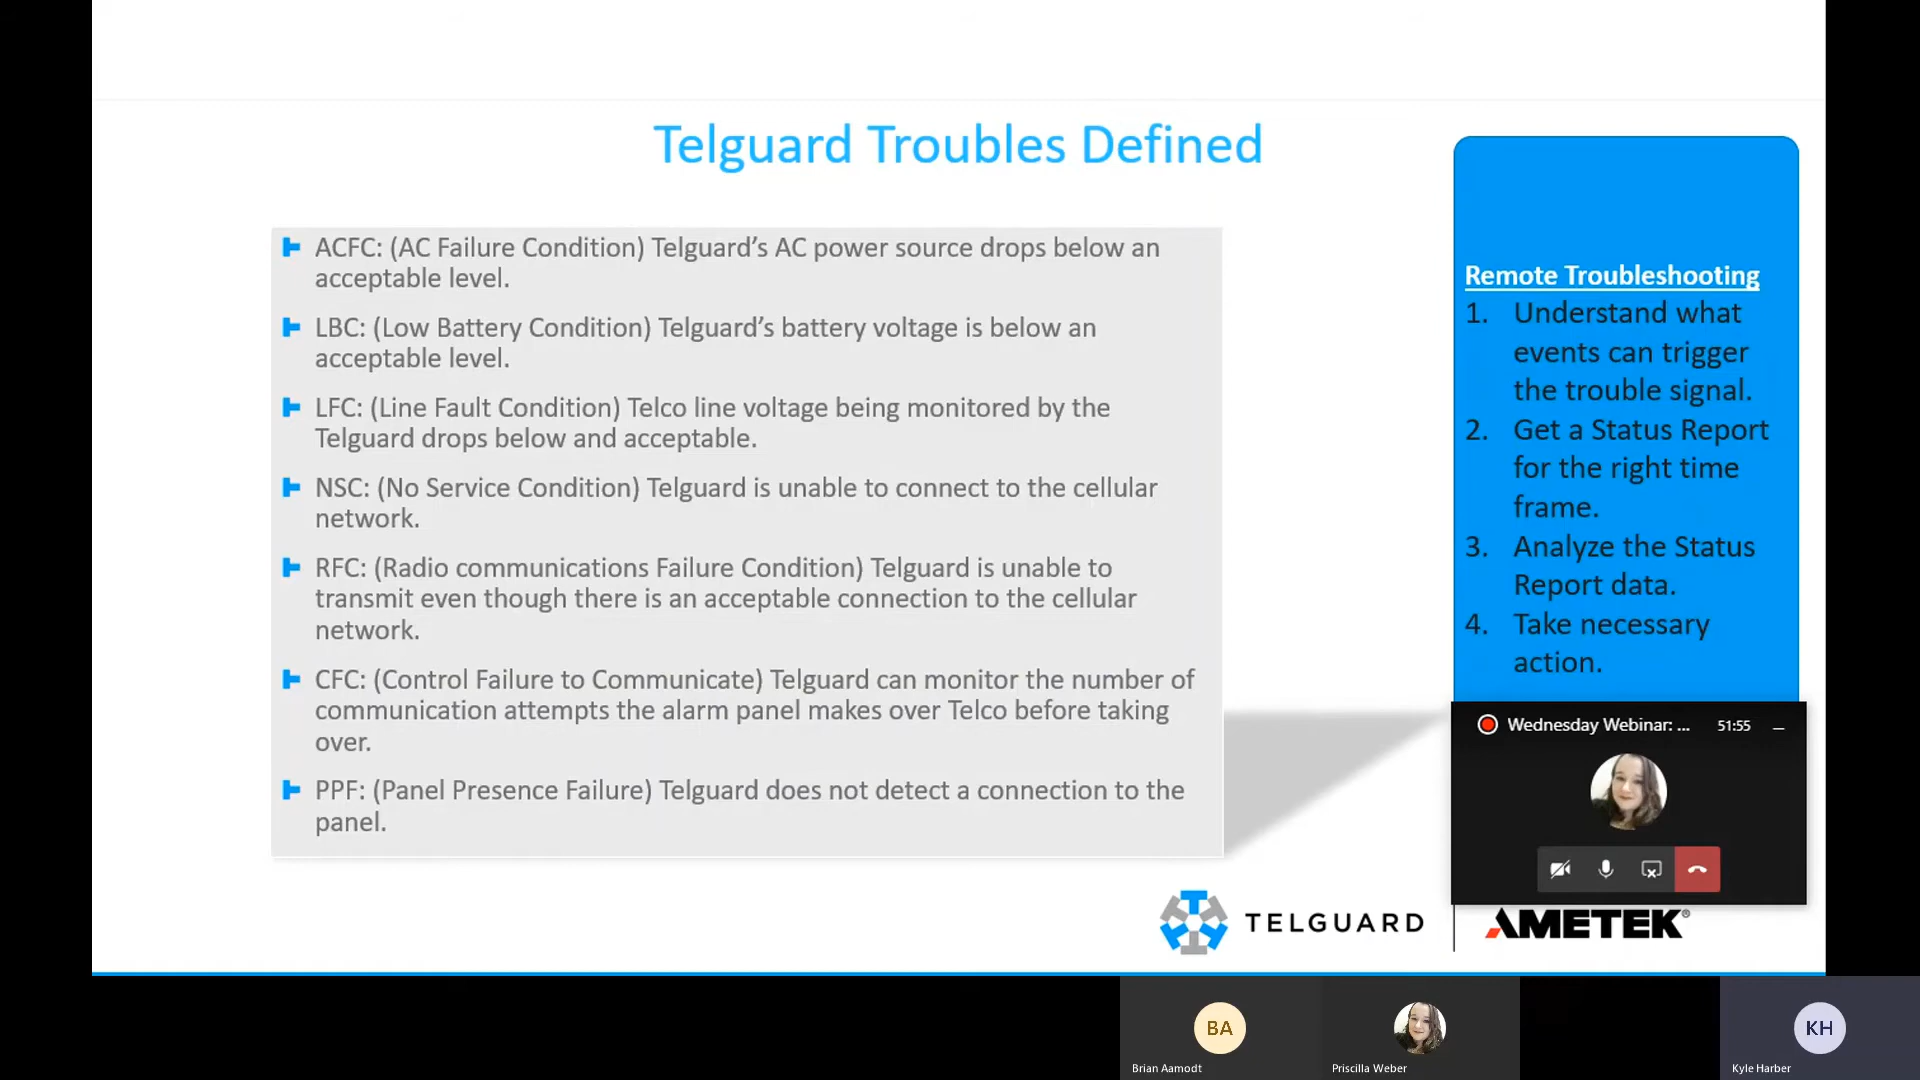 Telguard Troubles Defined
ACFC: (AC Failure Condition) Telguard’s AC power source drops below an
acceptable level.
LBC: (Low Battery Condition) Telguard’s battery voltage is below an
acceptable level.
LFC: (Line Fault Condition) Telco line voltage being monitored by the
Telguard drops below and acceptable.
NSC: (No Service Condition) Telguard is unable to connect to the cellular
network.
RFC: (Radio communications Failure Condition) Telguard is unable to
transmit even though there is an acceptable connection to the cellular
network.
CFC: (Control Failure to Communicate) Telguard can monitor the number of
communication attempts the alarm panel makes over Telco before taking
over.
PPF: (Panel Presence Failure) Telguard does not detect a connection to the
panel.
Remote Troubleshooting
1. Understand what
events can trigger
the trouble signal.
2. Get a Status Report
for the right time
frame.
3. Analyze the Status
Report data.
4. Take necessary
action.
Wednesday Webinar: ... 51:55
TELGUARD
AMETEK®
BA
Brian Aamodt
Priscilla Weber
KH
Kyle Harber